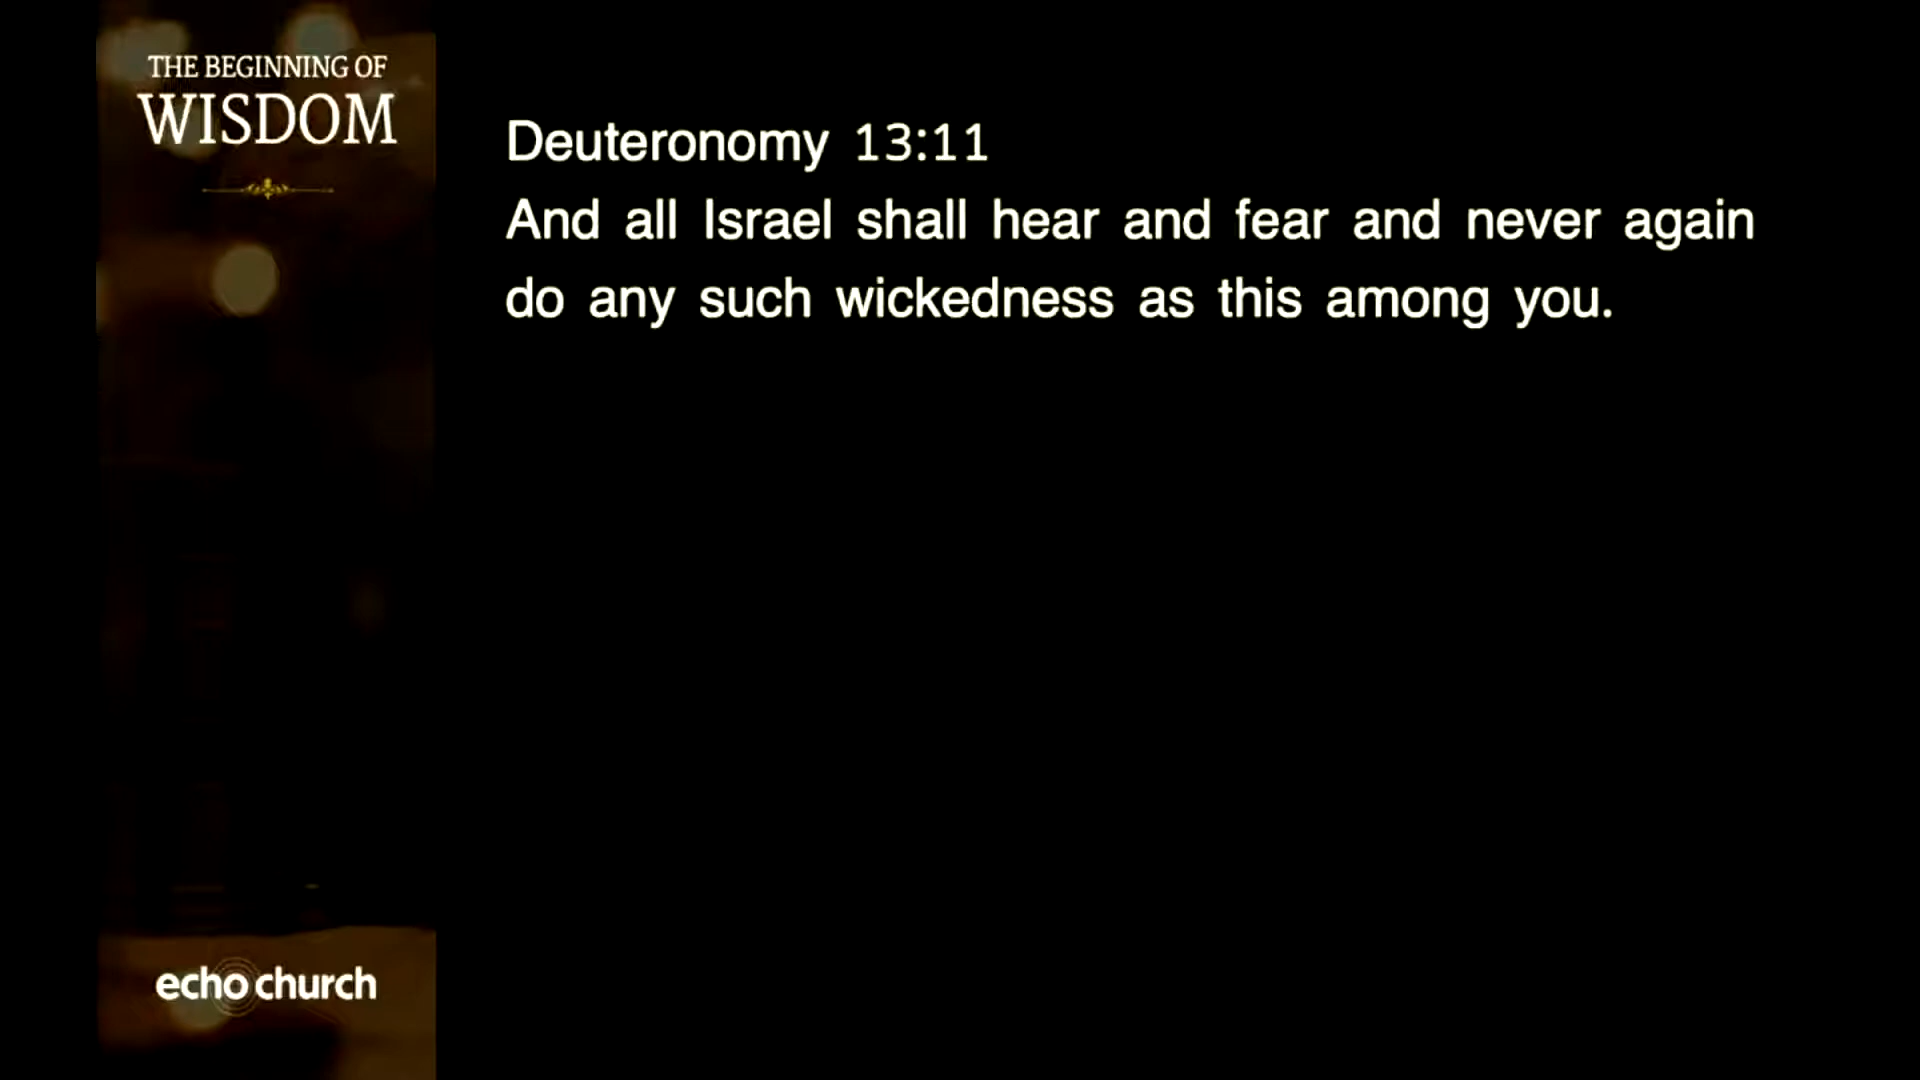 THE BEGINNING OF
WISDOM
Deuteronomy 13:11
And all Israel shall hear and fear and never again
do any such wickedness as this among you.
echo church